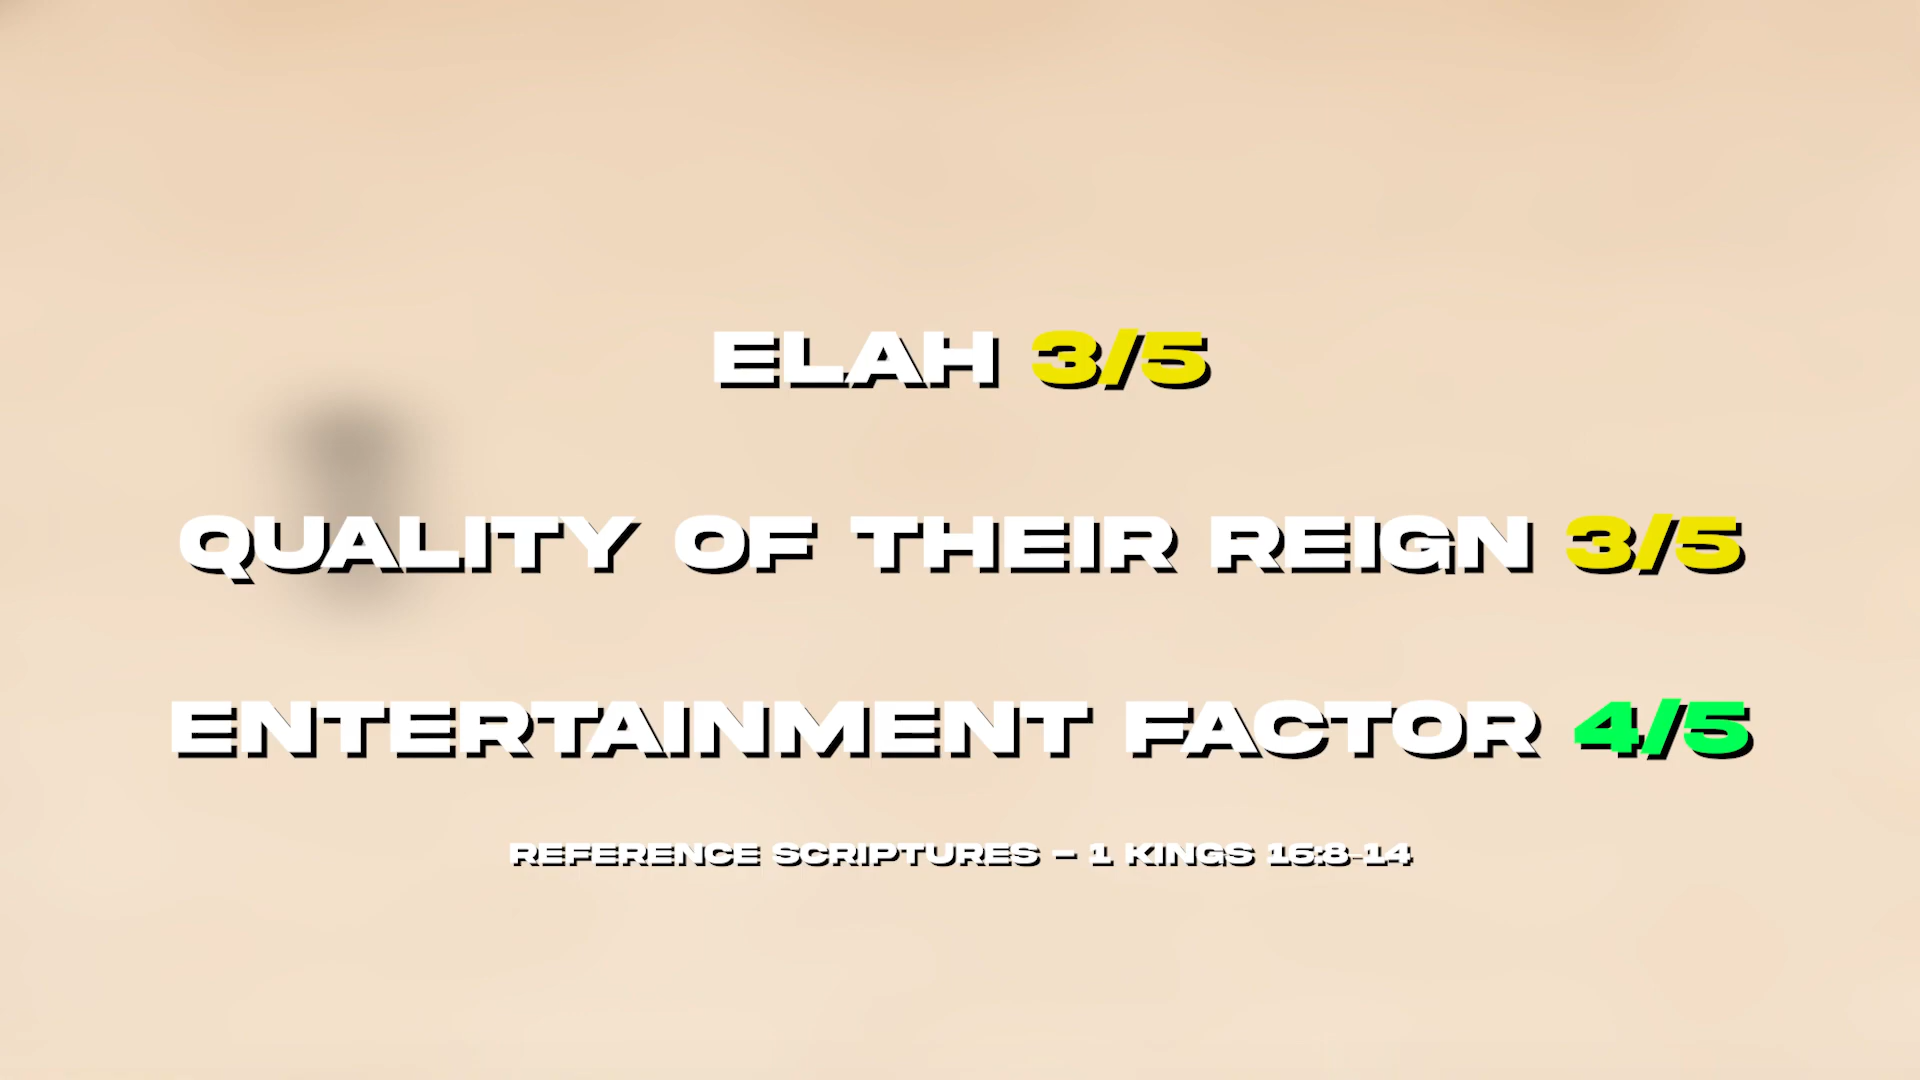 ELAH 3/5
QUALITY OF THEIR REIGN 3/5
ENTERTAINMENT FACTOR 4/5
REFERENCE SCRIPTURES – 1 KINGS 16:8-14